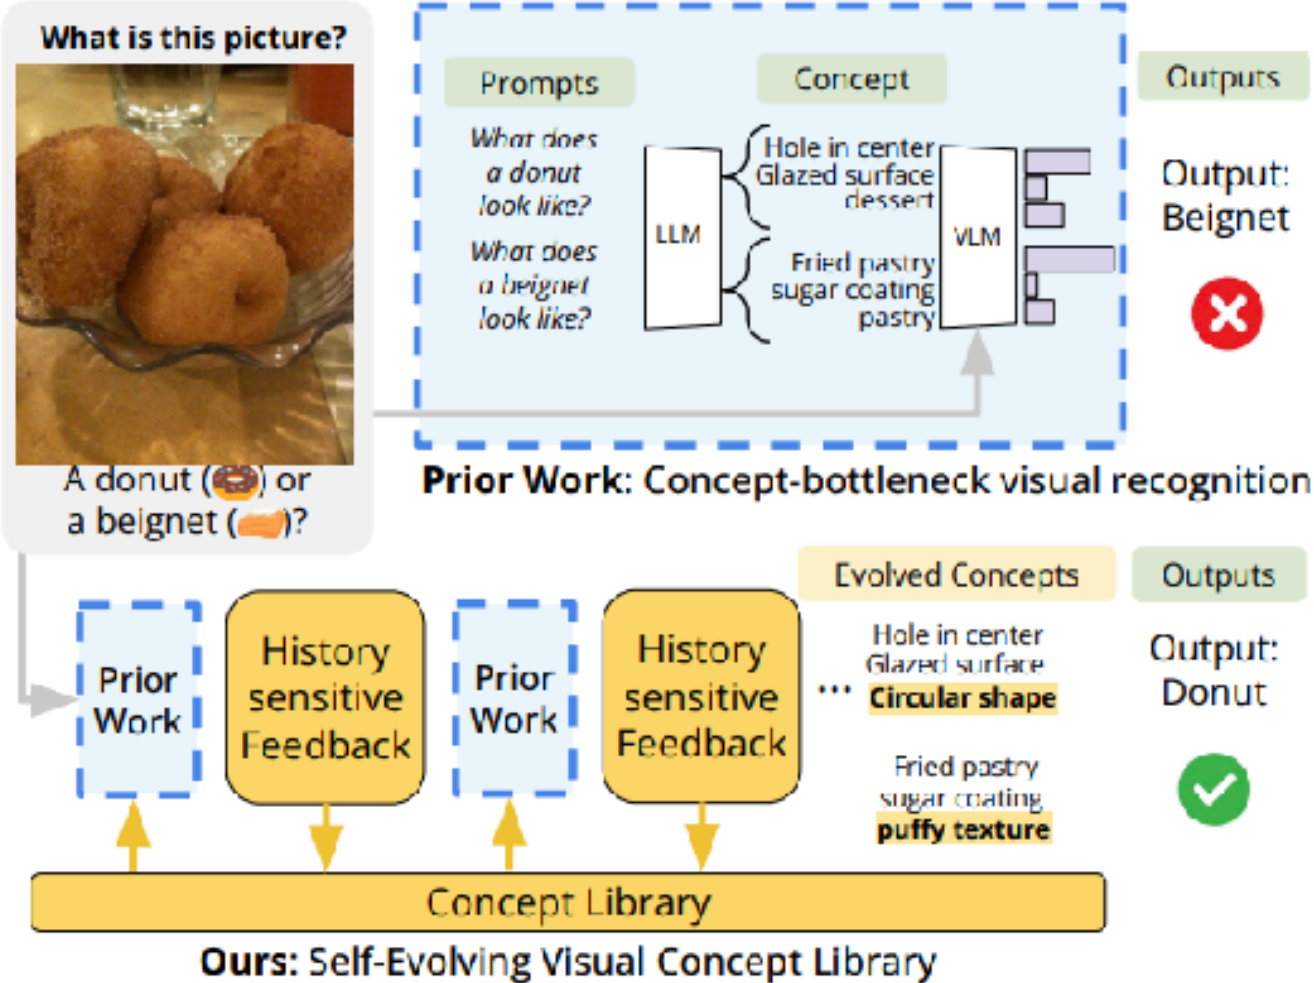 What is this picture?
A donut () or
a beignet ()?
Prompts
What does
a donut
look like?
What does
a beignet
look like?
LLM
Concept
Hole in center
Glazed surface
dessert
Fried pastry
sugar coating
pastry
VLM
Outputs
Output:
Beignet
Prior Work: Concept-bottleneck visual recognition
Prior
Work
History
sensitive
Feedback
Prior
Work
History
sensitive
Feedback
...
Evolved Concepts
Hole in center
Glazed surface
Circular shape
Fried pastry
sugar coating
puffy texture
Outputs
Output:
Donut
Concept Library
Ours: Self-Evolving Visual Concept Library